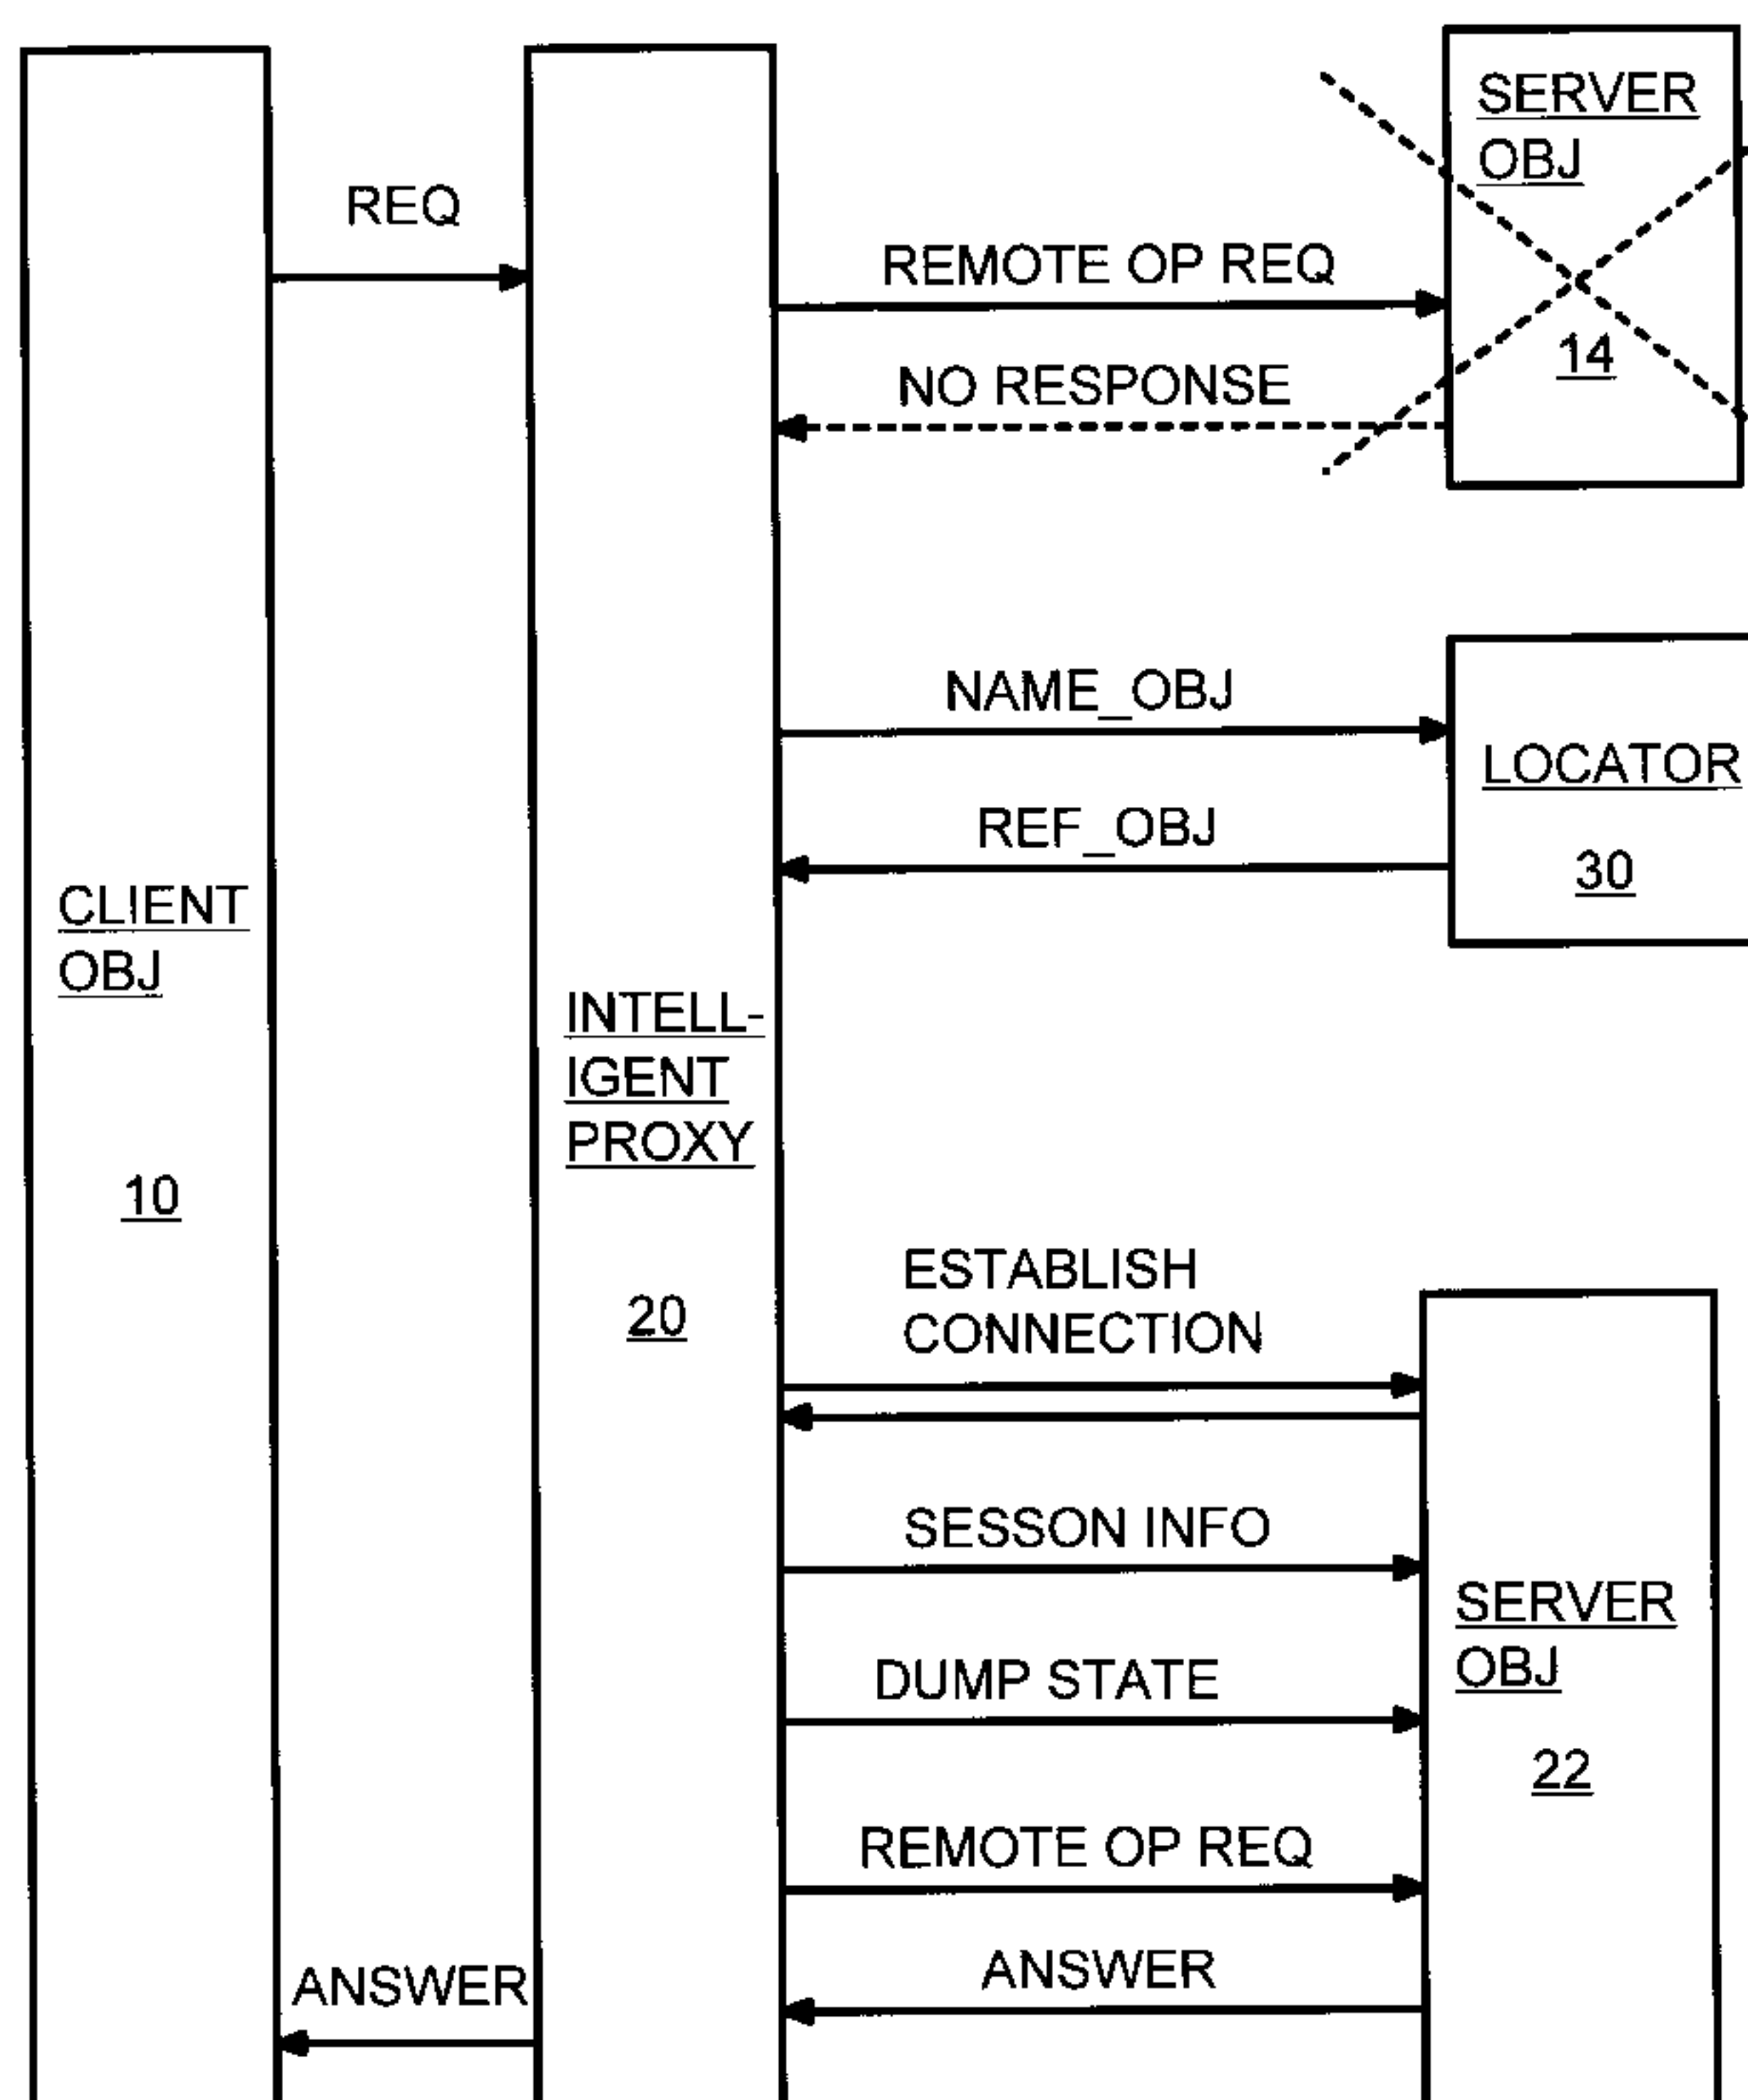 SERVER
OBJ
REQ
REMOTE OP REQ
14
NO RESPONSE
NAME_OBJ
LOCATOR
REF_OBJ
30
CLIENT
OBJ
10
INTELL-
IGENT
PROXY
20
ESTABLISH
CONNECTION
SESSON INFO
SERVER
OBJ
22
DUMP STATE
REMOTE OP REQ
ANSWER
ANSWER